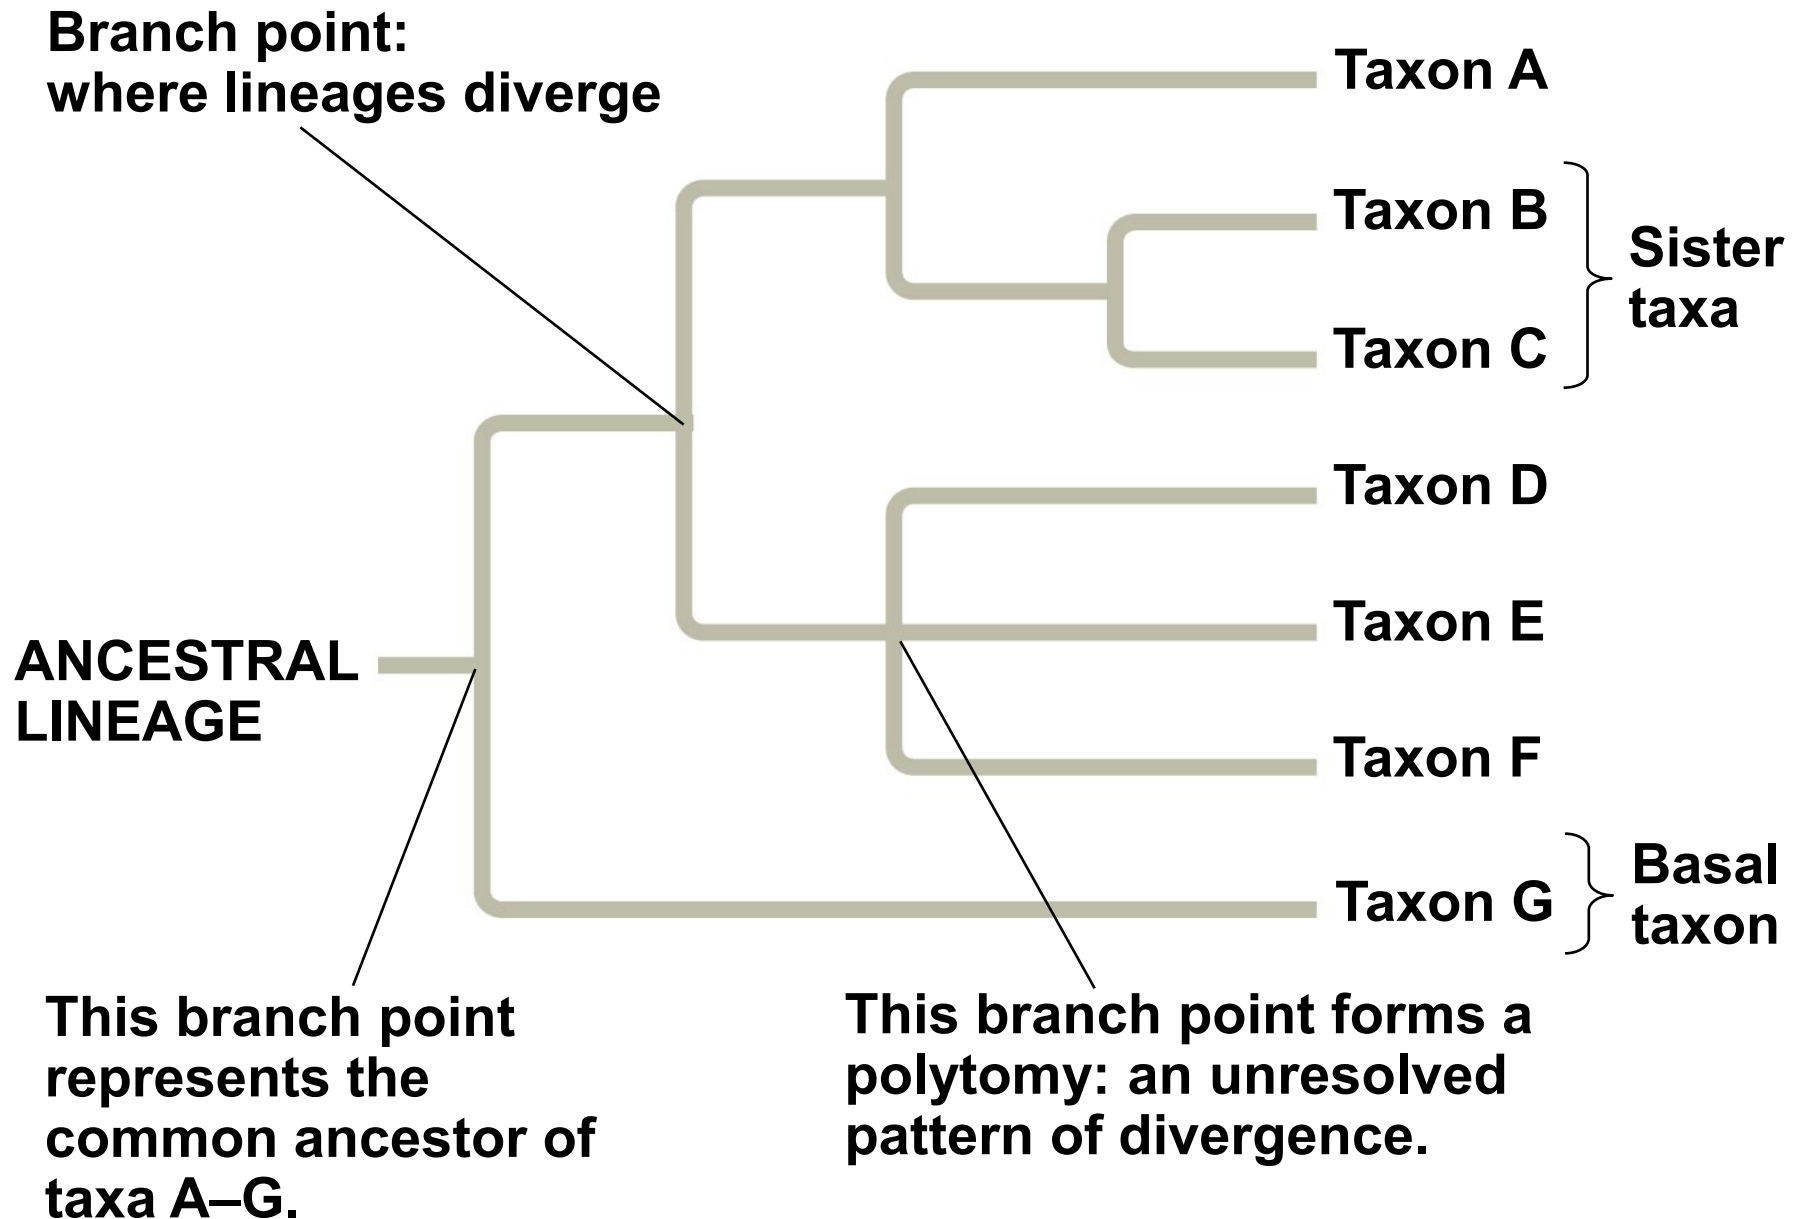 Branch point:
where lineages diverge
Taxon A
Taxon B
Sister
taxa
Taxon C
Taxon D
Taxon E
ANCESTRAL
LINEAGE
Taxon F
Taxon G
Basal
taxon
This branch point
represents the
common ancestor of
taxa A–G.
This branch point forms a
polytomy: an unresolved
pattern of divergence.